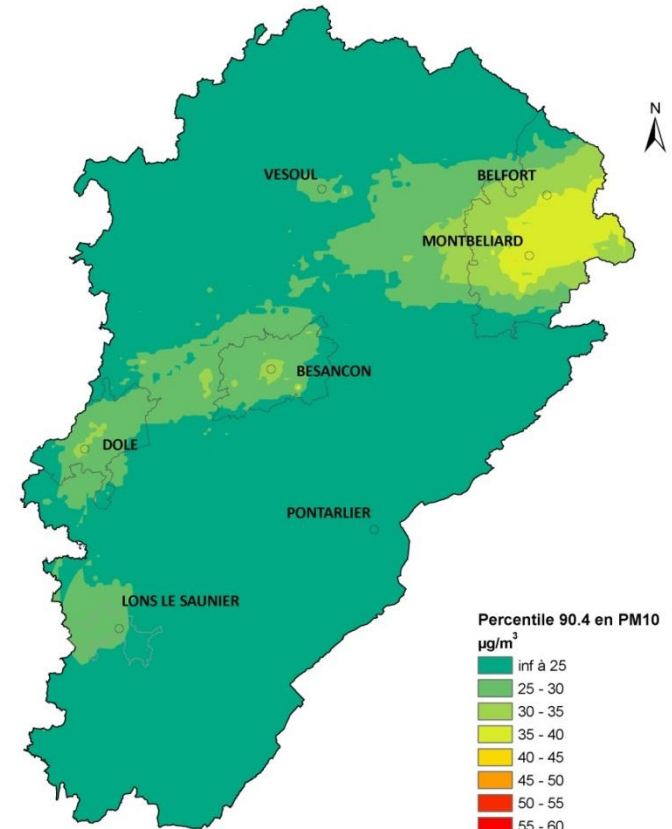 N
VESOUL
BELFORT
MONTBELIARD
BESANCON
DOLE
PONTARLIER
LONS LE SAUNIER
Percentile 90.4 en PM10
µg/m³
inf à 25
25 - 30
30 - 35
35 - 40
40 - 45
45 - 50
50 - 55
55 - 60